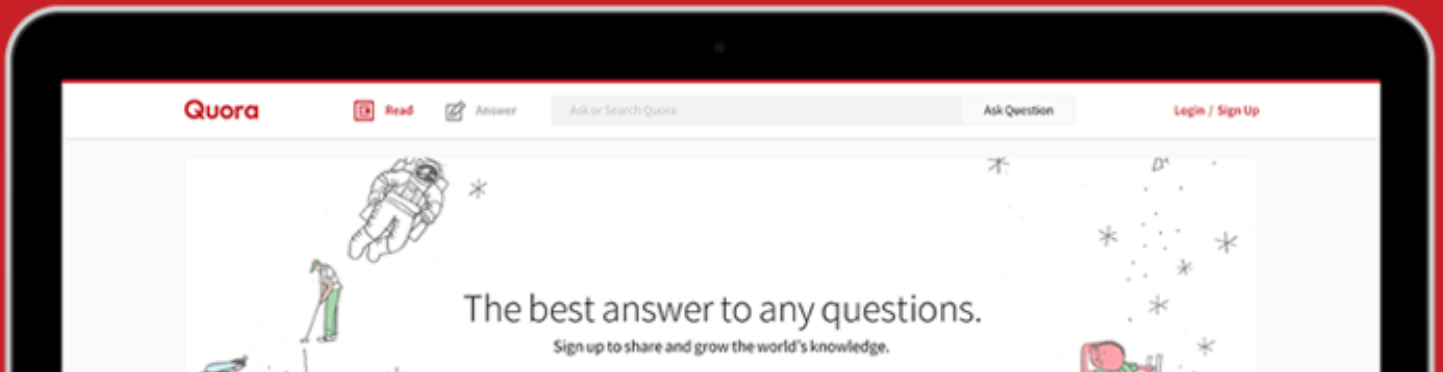 Quora Read Answer Ask or Search Quora Ask Question Login / Sign Up
The best answer to any questions.
Sign up to share and grow the world's knowledge.